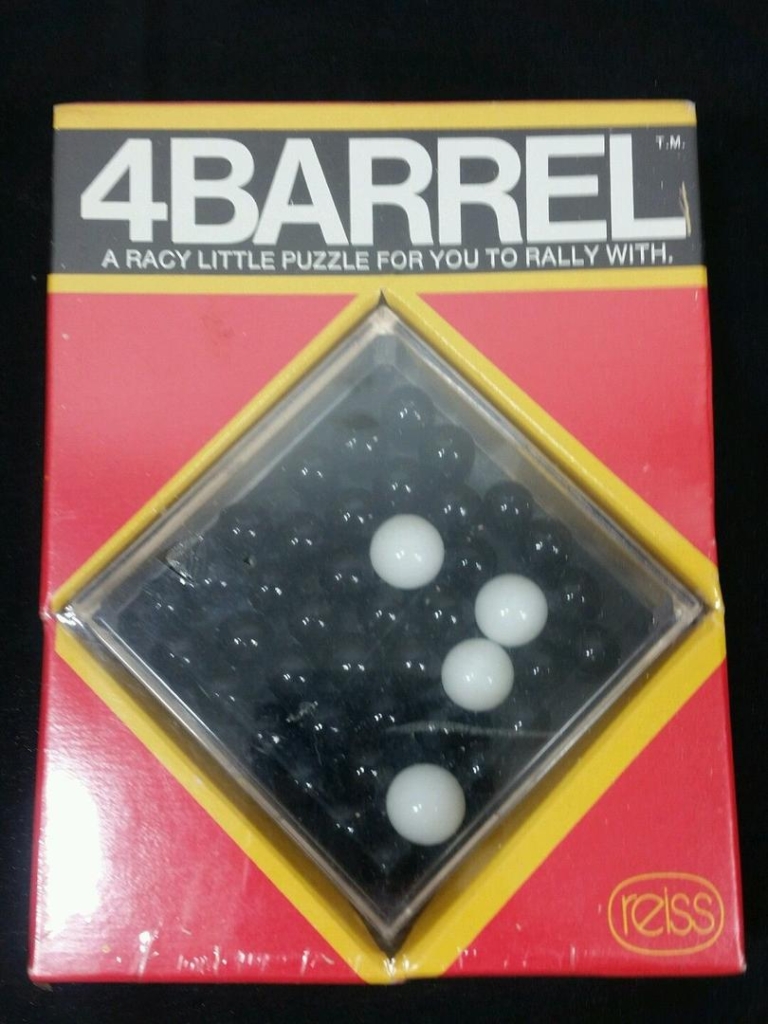 4BARREL T.M.
A RACY LITTLE PUZZLE FOR YOU TO RALLY WITH.
reiss